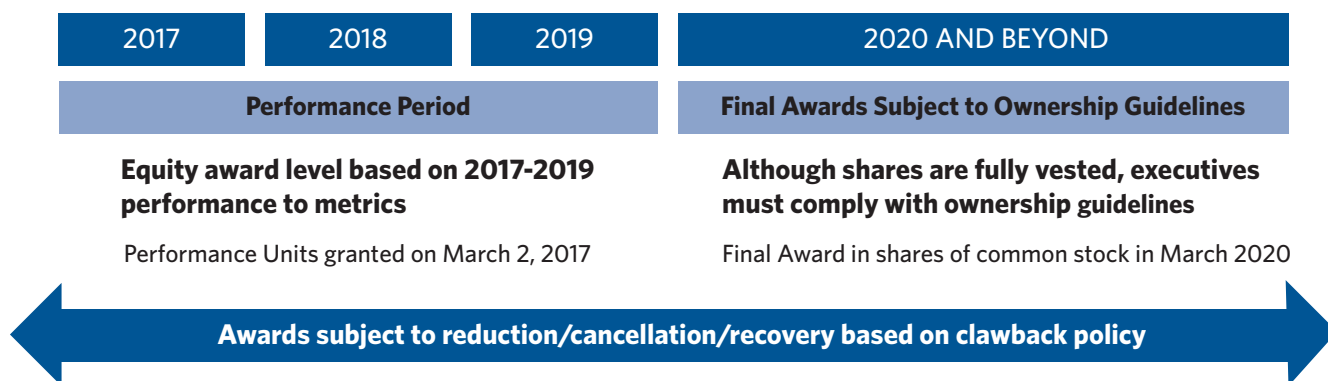 2017
2018
2019
2020 AND BEYOND
Performance Period
Final Awards Subject to Ownership Guidelines
Equity award level based on 2017-2019
performance to metrics
Performance Units granted on March 2, 2017
Although shares are fully vested, executives
must comply with ownership guidelines
Final Award in shares of common stock in March 2020
Awards subject to reduction/cancellation/recovery based on clawback policy